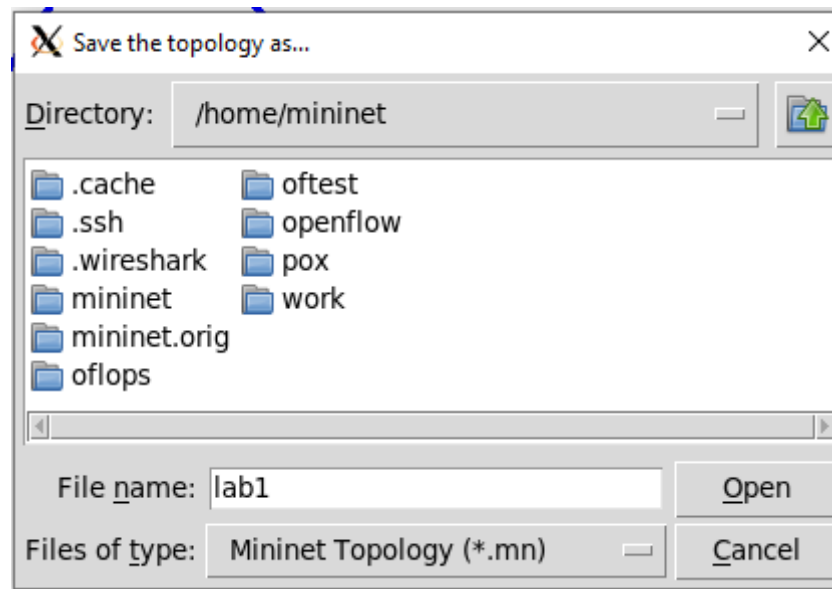 Save the topology as...
Directory: /home/mininet
.cache oftest
.ssh openflow
.wireshark pox
mininet work
mininet.orig
oflops
File name: lab1 Open
Files of type: Mininet Topology (*.mn) Cancel